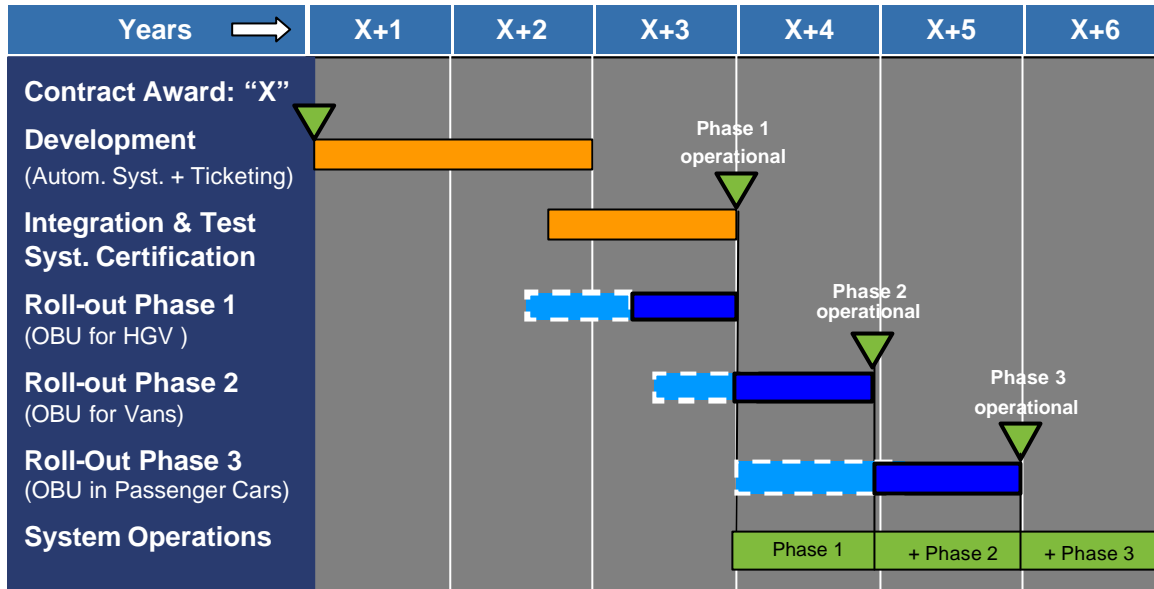 Years
X+1
X+2
X+3
X+4
X+5
X+6
Contract Award: “X”
Development
(Autom. Syst. + Ticketing)
Phase 1
operational
Integration & Test
Syst. Certification
Roll-out Phase 1
(OBU for HGV )
Phase 2
operational
Roll-out Phase 2
(OBU for Vans)
Phase 3
operational
Roll-Out Phase 3
(OBU in Passenger Cars)
System Operations
Phase 1
+ Phase 2
+ Phase 3